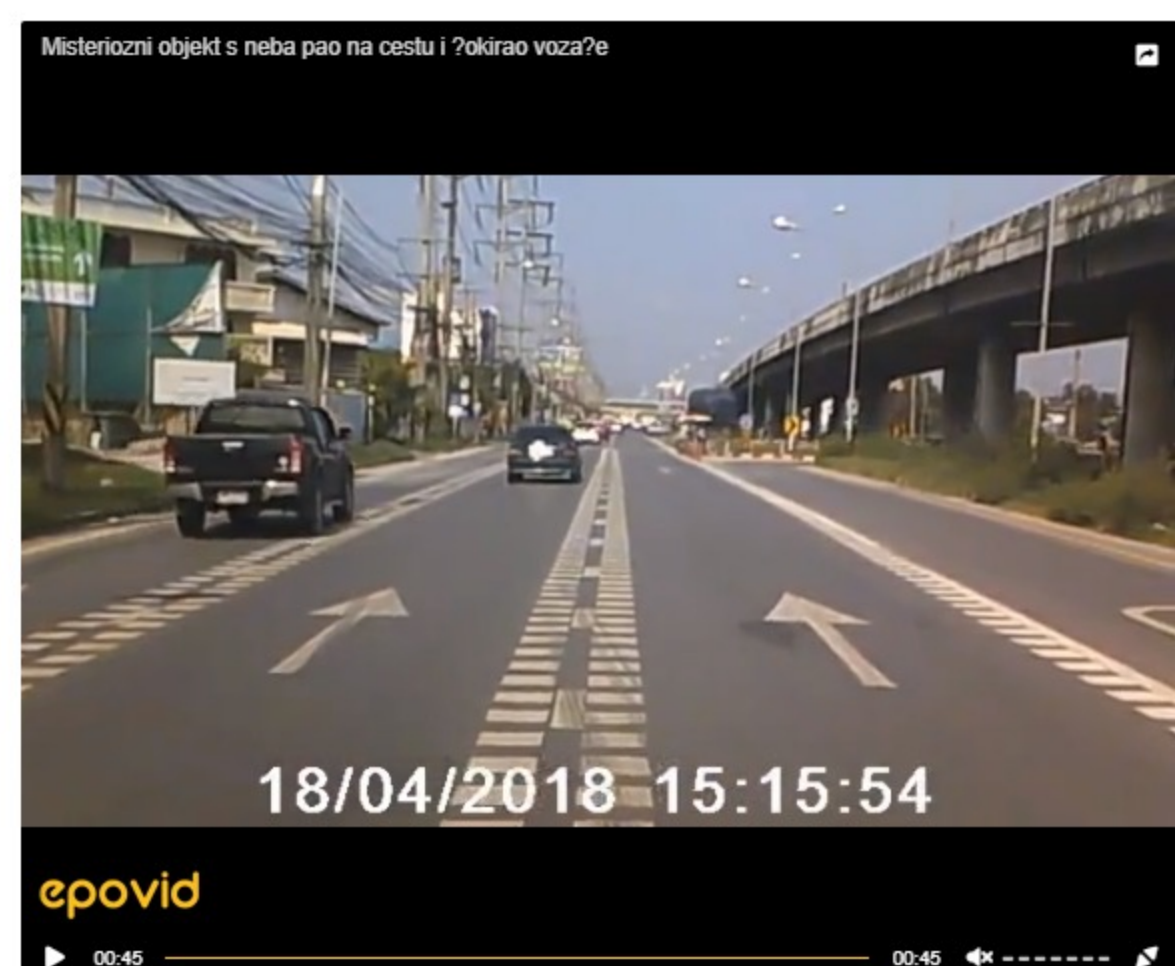 Misteriozni objekt s neba pao na cestu i ?okirao voza?e
18/04/2018 15:15:54
epovid
00:45
00:45